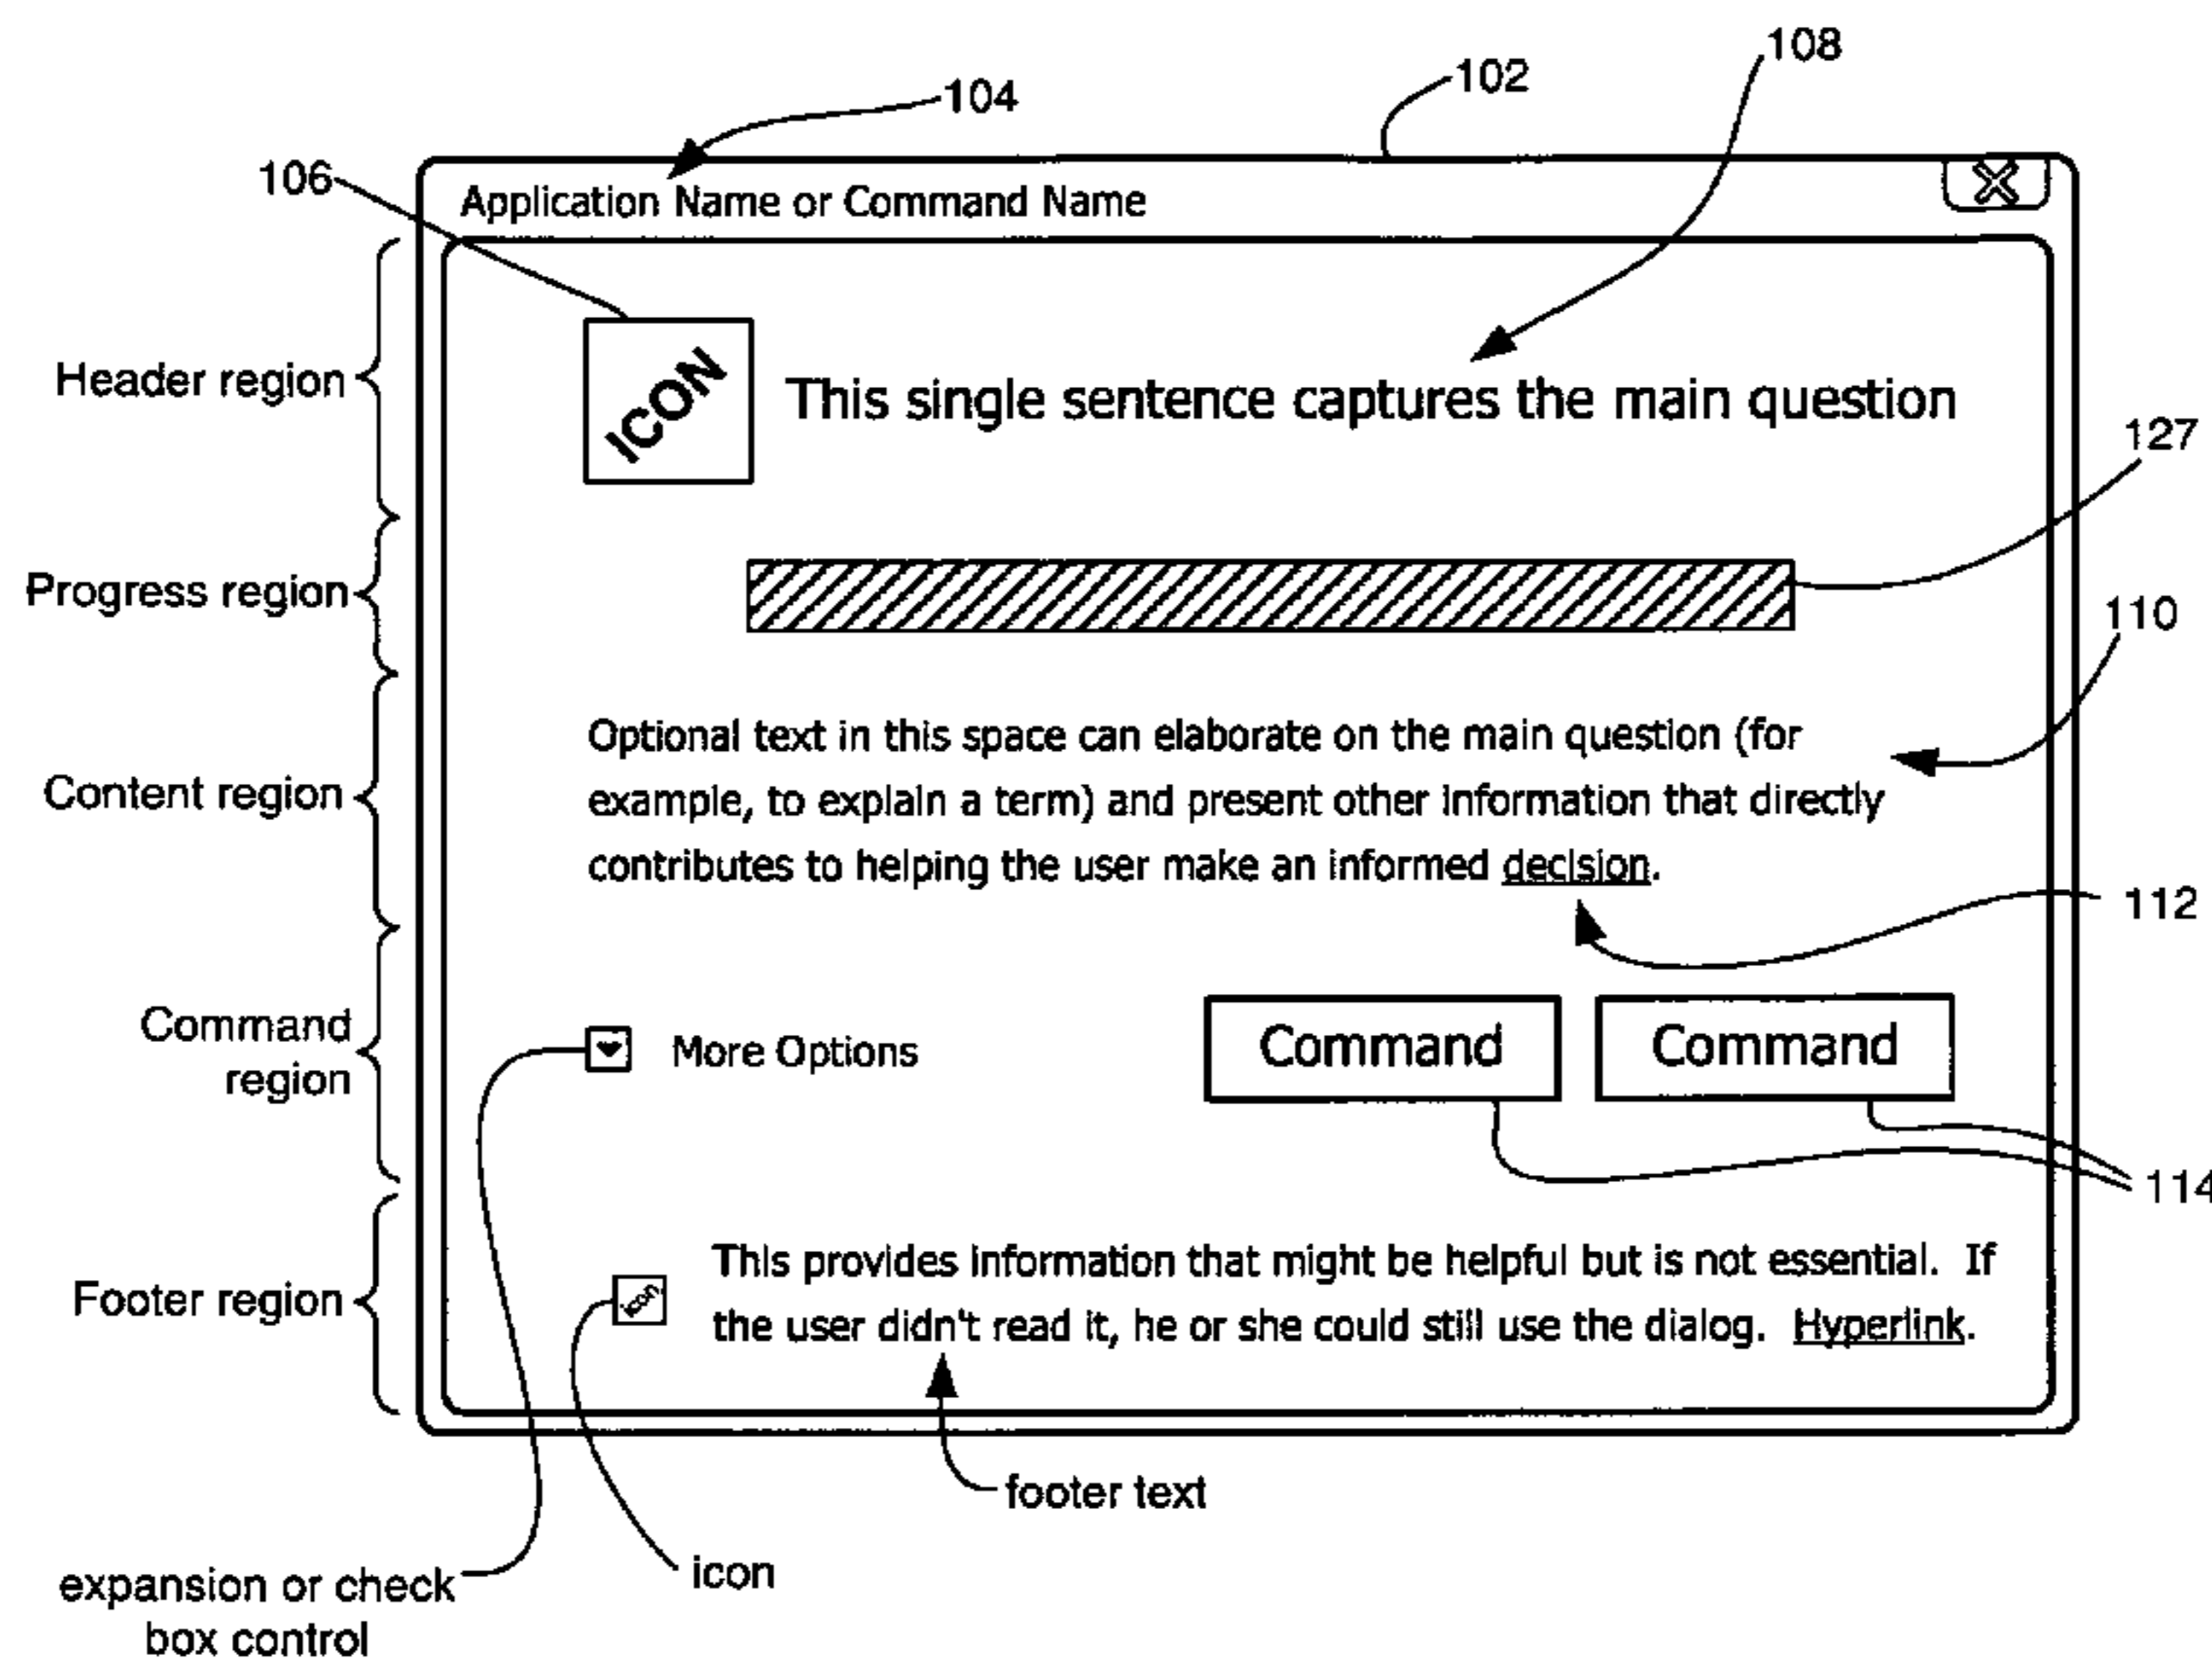 108
102
104
106
Application Name or Command Name
Header region
ICON
This single sentence captures the main question
127
Progress region
110
Content region
Optional text in this space can elaborate on the main question (for
example, to explain a term) and present other information that directly
contributes to helping the user make an informed decision.
112
Command
region
More Options
Command
Command
114
Footer region
icon
This provides information that might be helpful but is not essential. If
the user didn't read it, he or she could still use the dialog. Hyperlink.
footer text
icon
expansion or check
box control